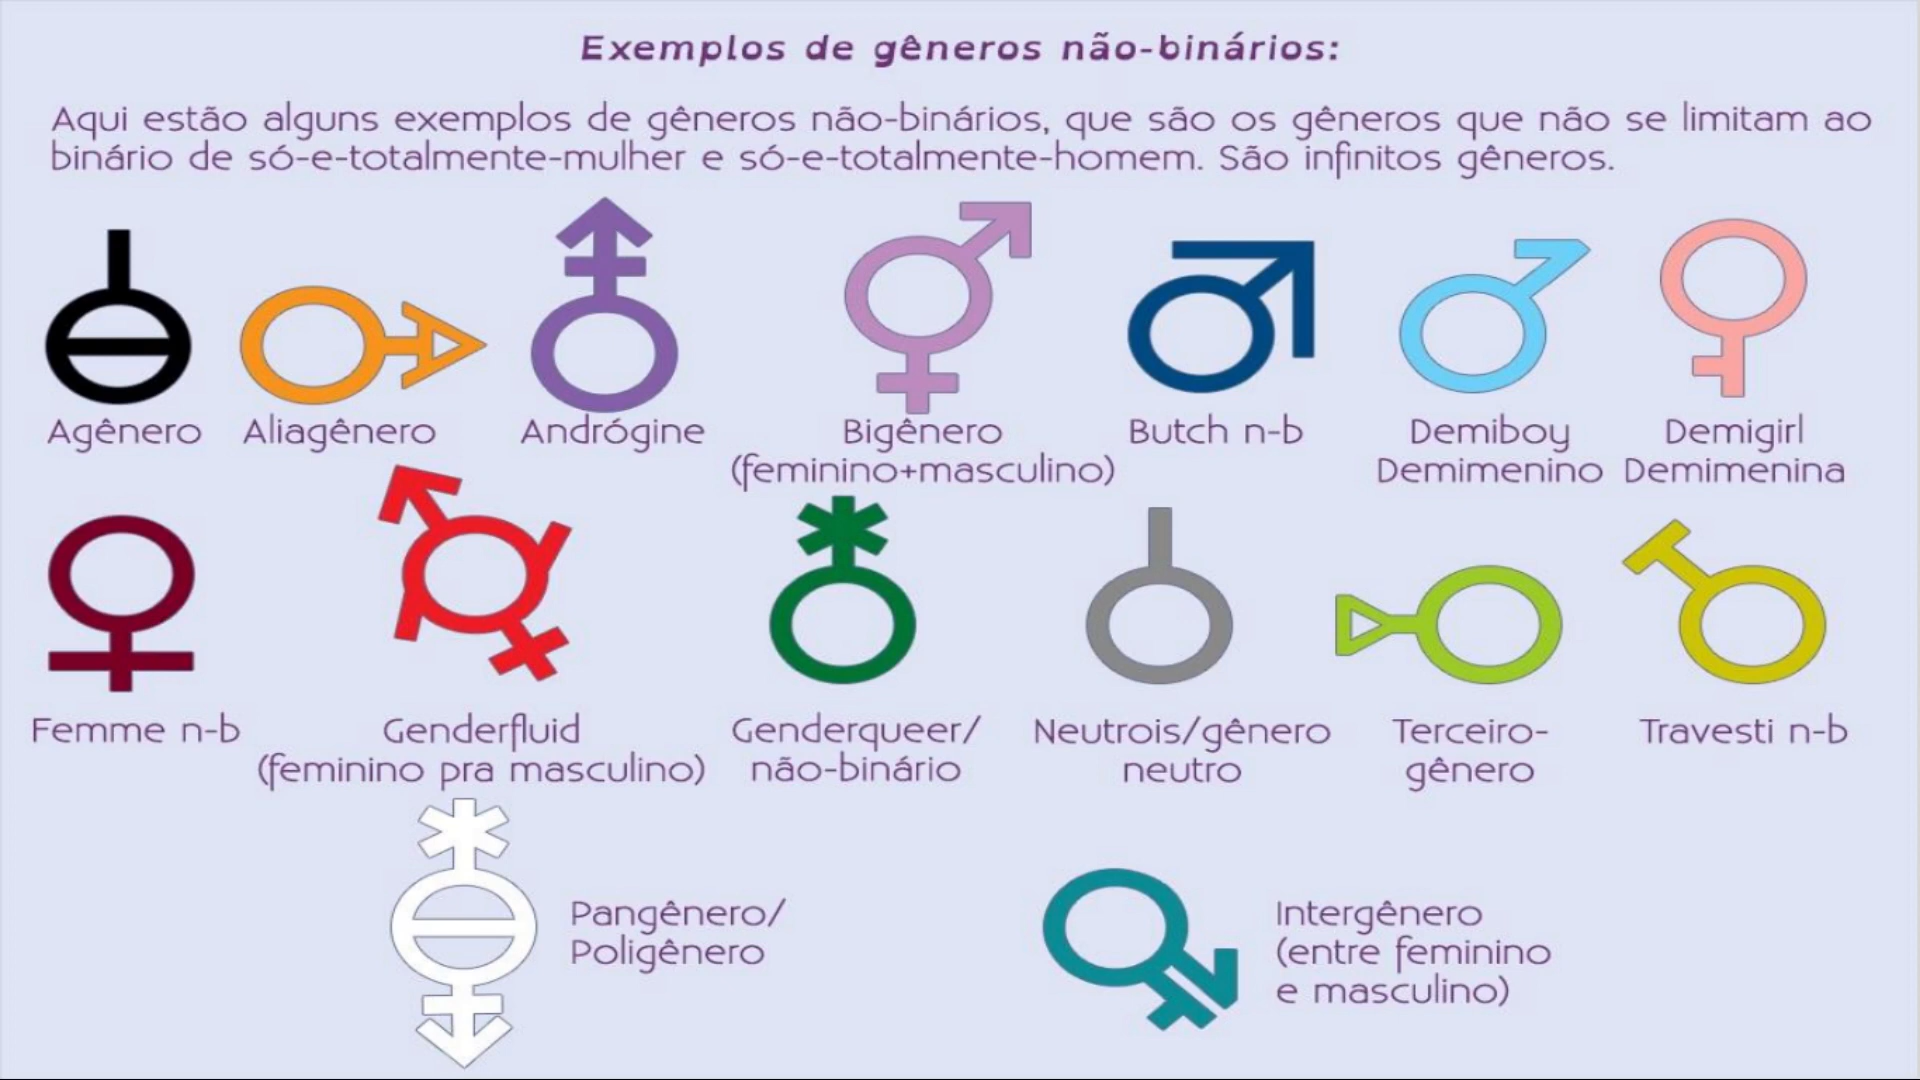 Exemplos de gêneros não-binários:
Aqui estão alguns exemplos de gêneros não-binários, que são os gêneros que não se limitam ao
binário de só-e-totalmente-mulher e só-e-totalmente-homem. São infinitos gêneros.
Agênero
Aliagênero
Andrógine
Bigênero
(feminino+masculino)
Butch n-b
Demiboy
Demimenino
Demigirl
Demimenina
Femme n-b
Genderfluid
(feminino pra masculino)
Genderqueer/
não-binário
Neutrois/gênero
neutro
Terceiro-
gênero
Travesti n-b
Pangênero/
Poligênero
Intergênero
(entre feminino
e masculino)